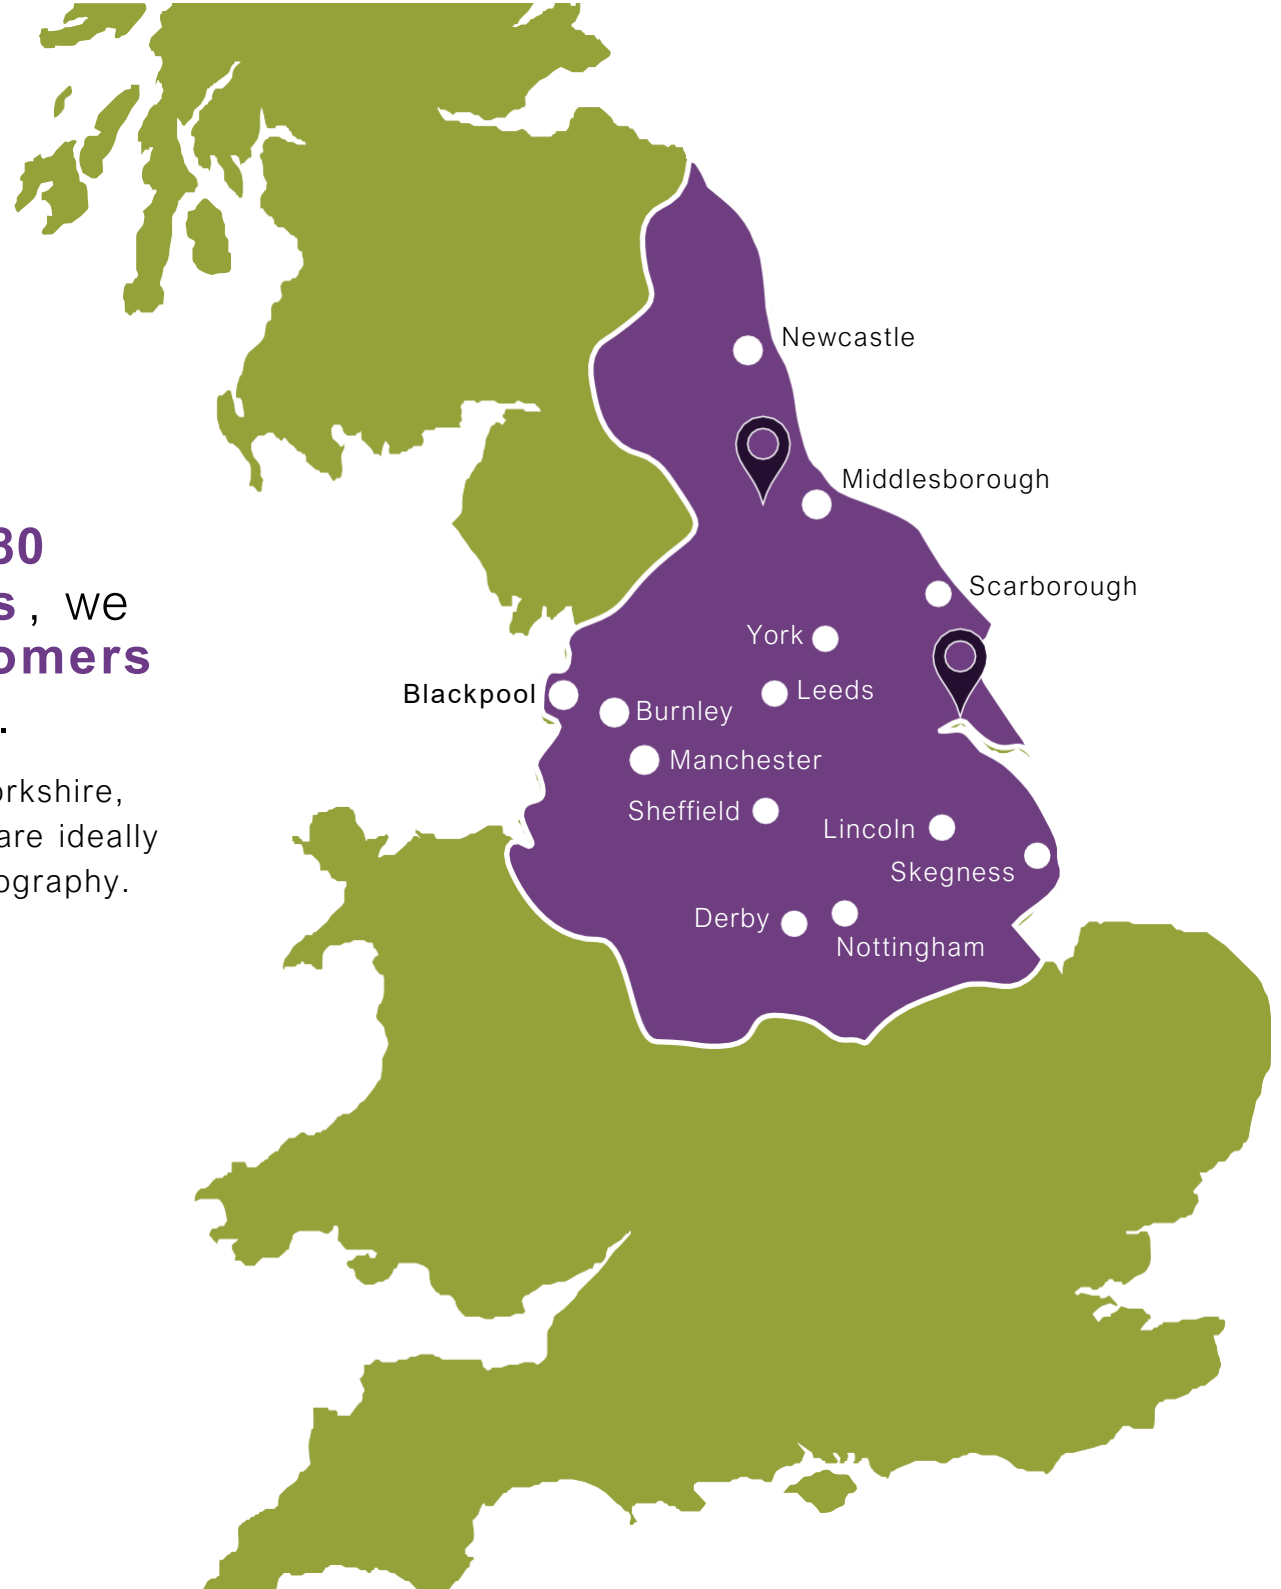 30
s, we
omers
.
orkshire,
are ideally
ography.
Newcastle
Middlesborough
Scarborough
York
Leeds
Blackpool
Burnley
Manchester
Sheffield
Lincoln
Skegness
Derby
Nottingham